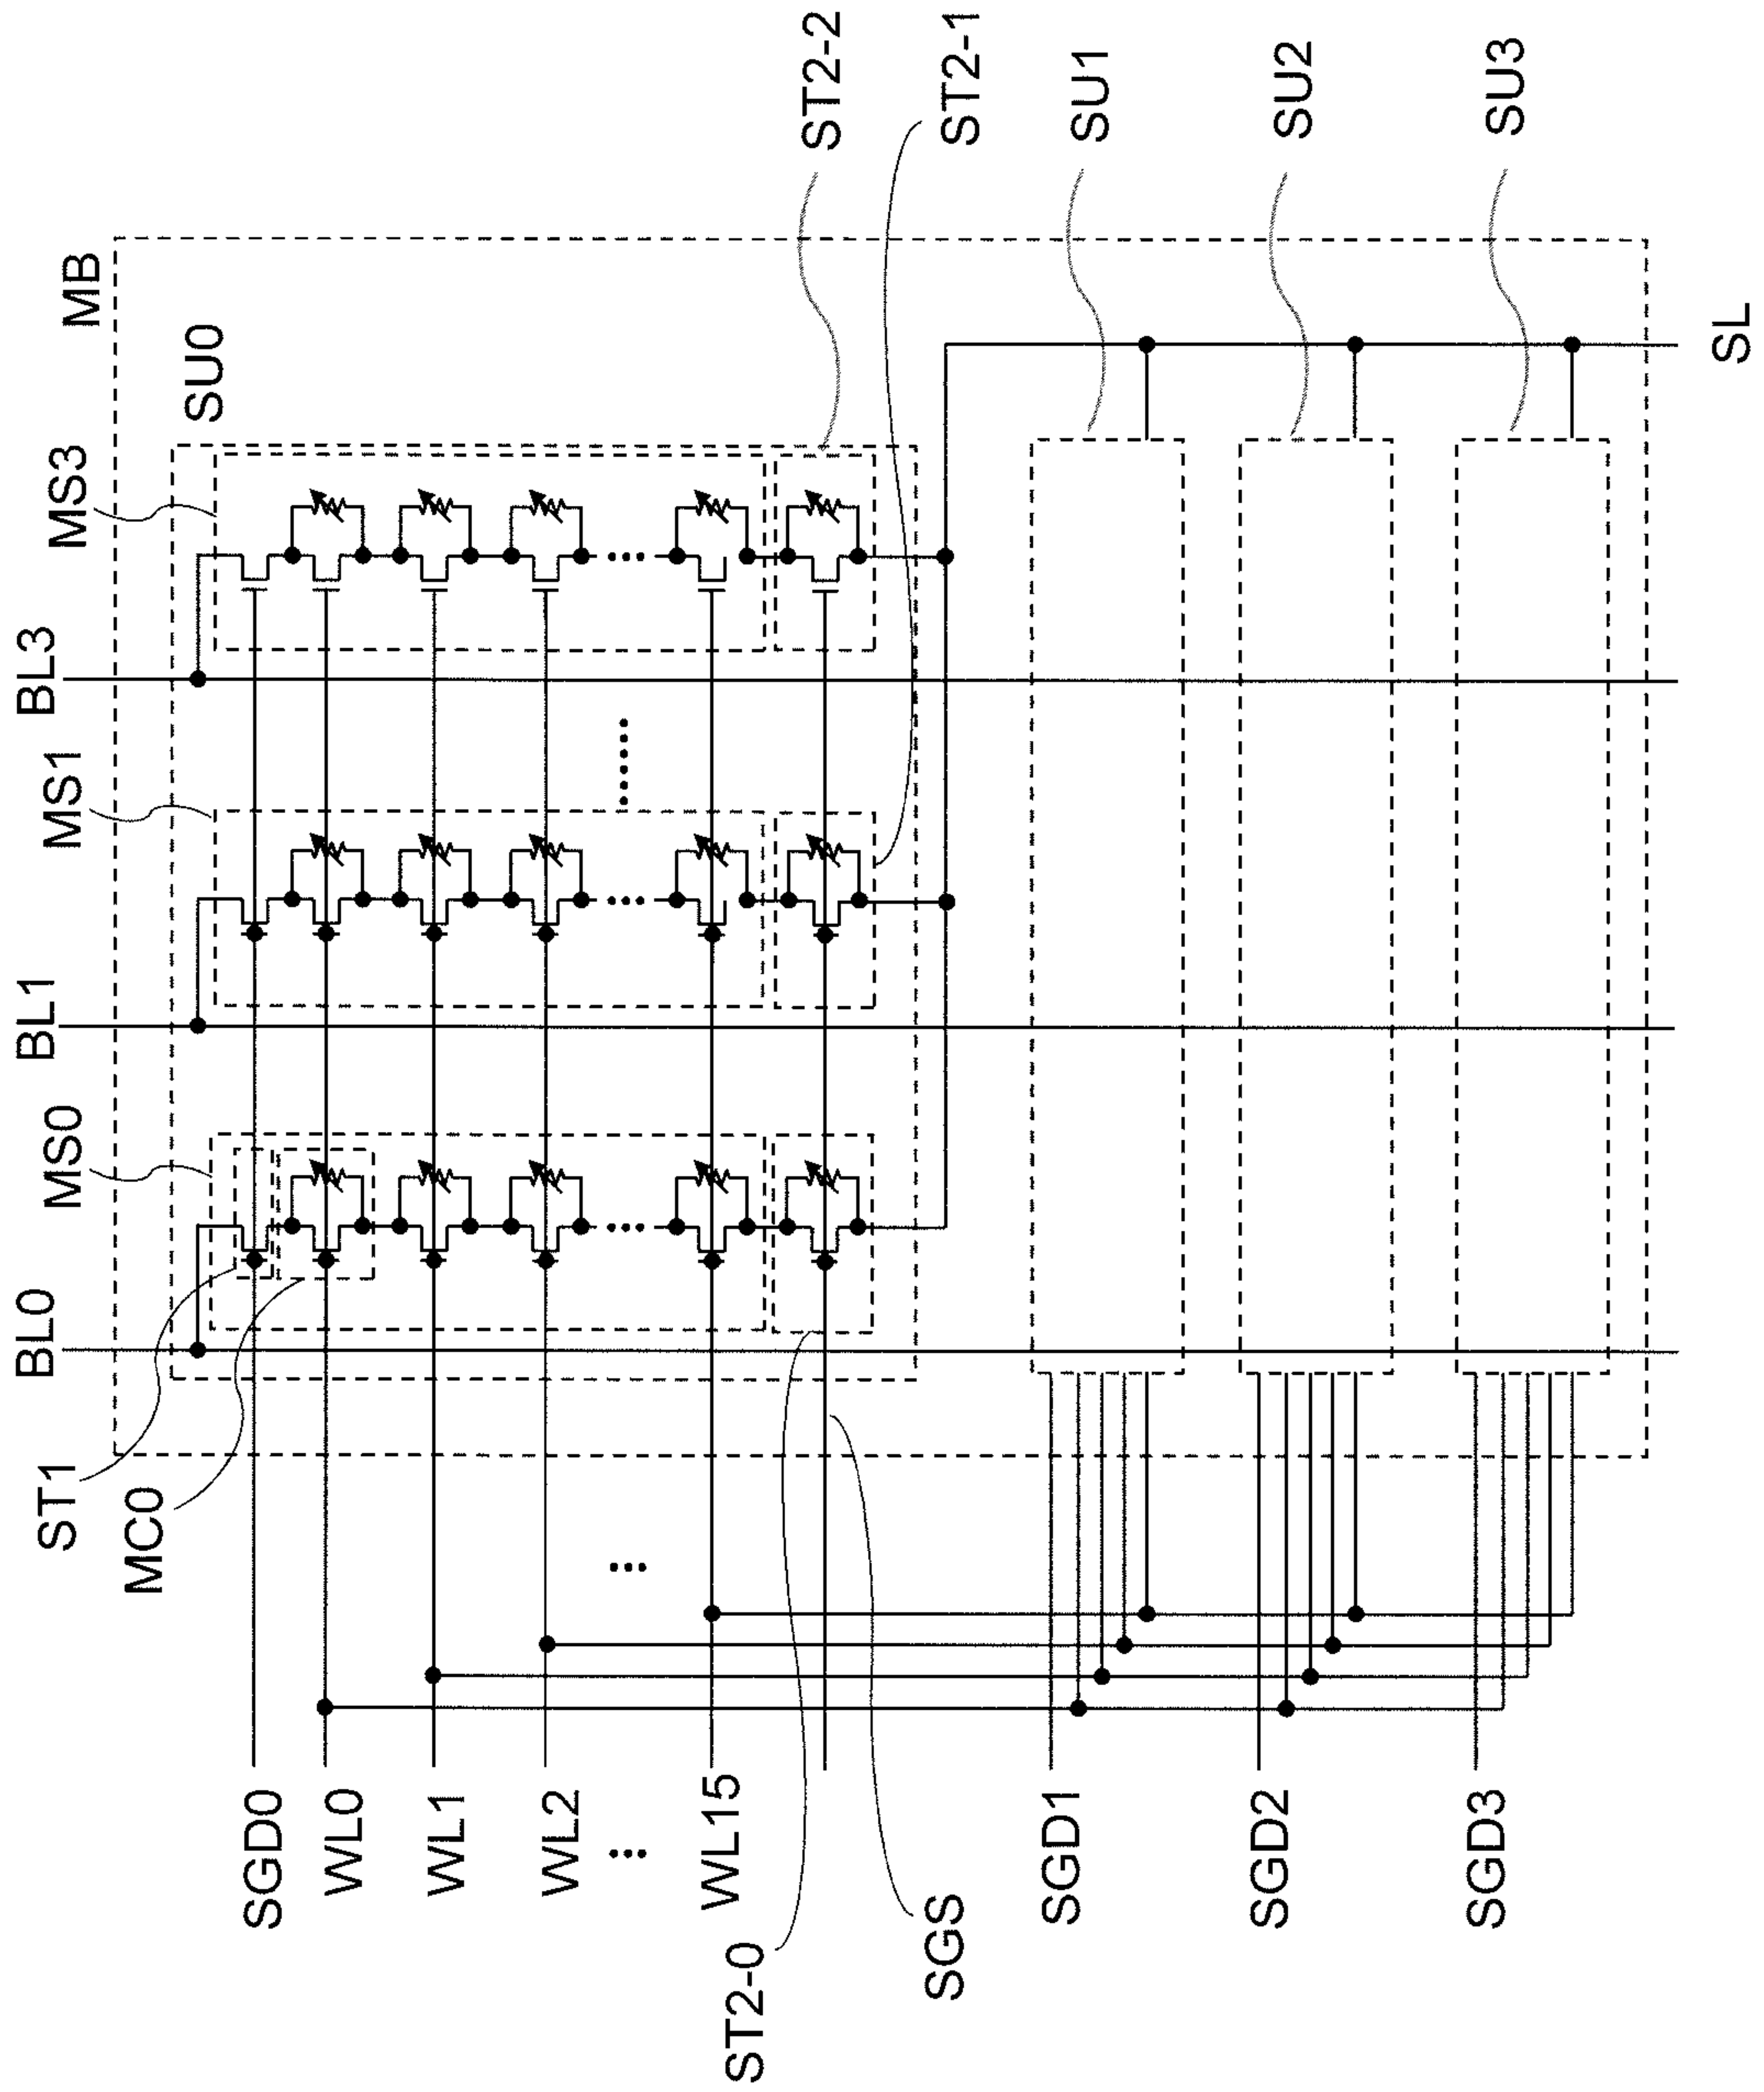 BL0
BL1
BL3
MS0
MS1
MS3
MB
SU0
ST1
MC0
SGD0
WL0
WL1
WL2
...
WL15
ST2-0
SGS
SGD1
SGD2
SGD3
ST2-2
ST2-1
SU1
SU2
SU3
SL